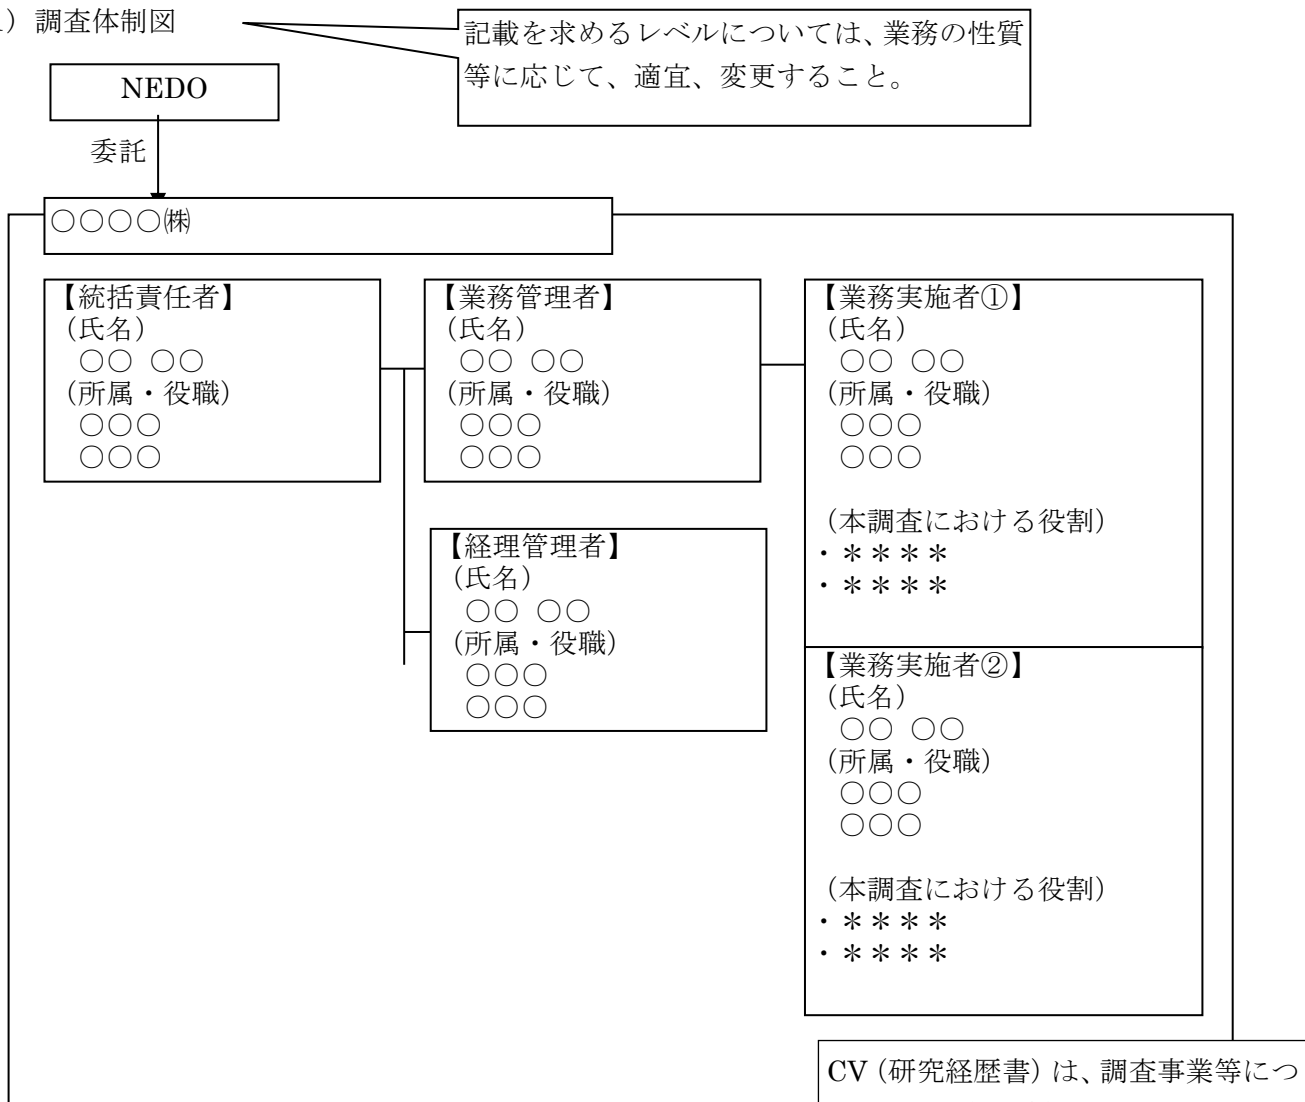 ) 調査体制図
記載を求めるレベルについては、業務の性質
等に応じて、適宜、変更すること。
NEDO
委託
○○○○㈱
【統括責任者】
(氏名)
○○ ○○
(所属・役職)
○○○
○○○
【業務管理者】
(氏名)
○○ ○○
(所属・役職)
○○○
○○○
【経理管理者】
(氏名)
○○ ○○
(所属・役職)
○○○
○○○
【業務実施者①】
(氏名)
○○ ○○
(所属・役職)
○○○
○○○
(本調査における役割)
・＊＊＊＊
・＊＊＊＊
【業務実施者②】
(氏名)
○○ ○○
(所属・役職)
○○○
○○○
(本調査における役割)
・＊＊＊＊
・＊＊＊＊
CV(研究経歴書)は、調査事業等につ